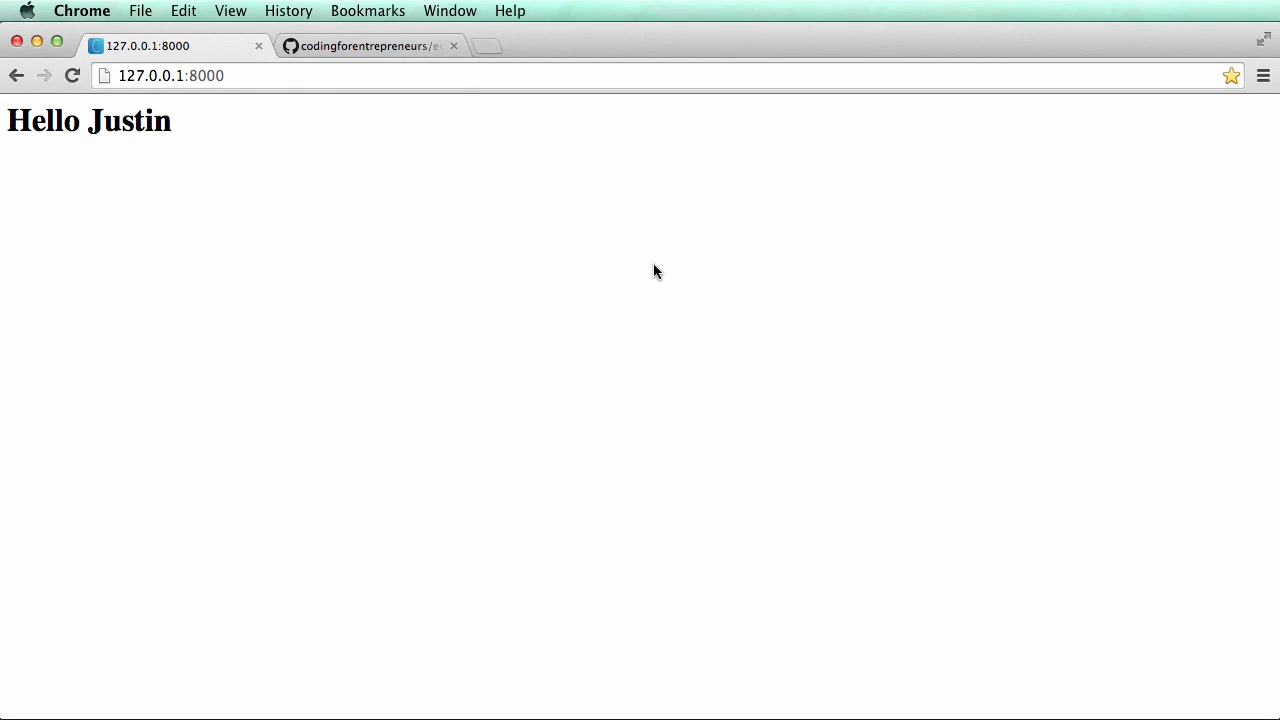 Chrome File Edit View History Bookmarks Window Help
127.0.0.1:8000 codingforentrepreneurs/e
127.0.0.1:8000
Hello Justin